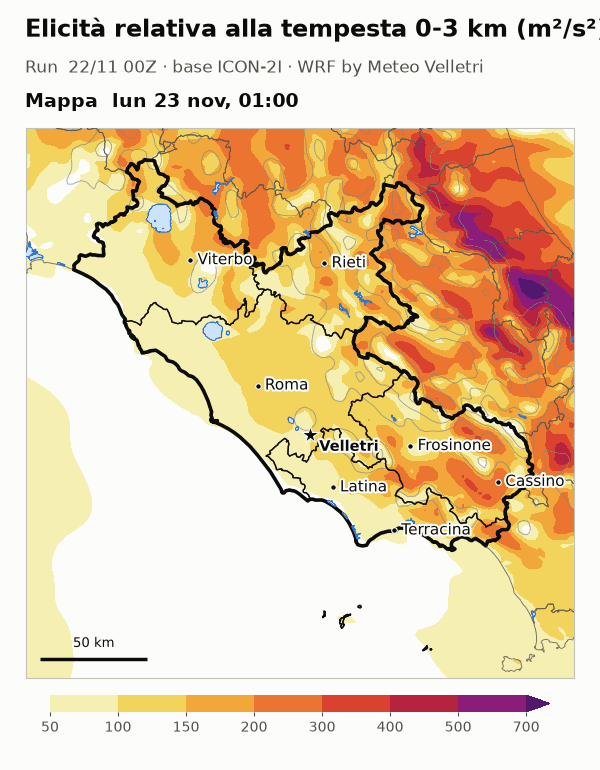 Elicità relativa alla tempesta 0-3 km (m²/s²)
Run  22/11 00Z · base ICON-2I · WRF by Meteo Velletri
Mappa  lun 23 nov, 01:00
Viterbo
Rieti
Roma
Velletri
Frosinone
Latina
Cassino
Terracina
50 km
50 100 150 200 300 400 500 700